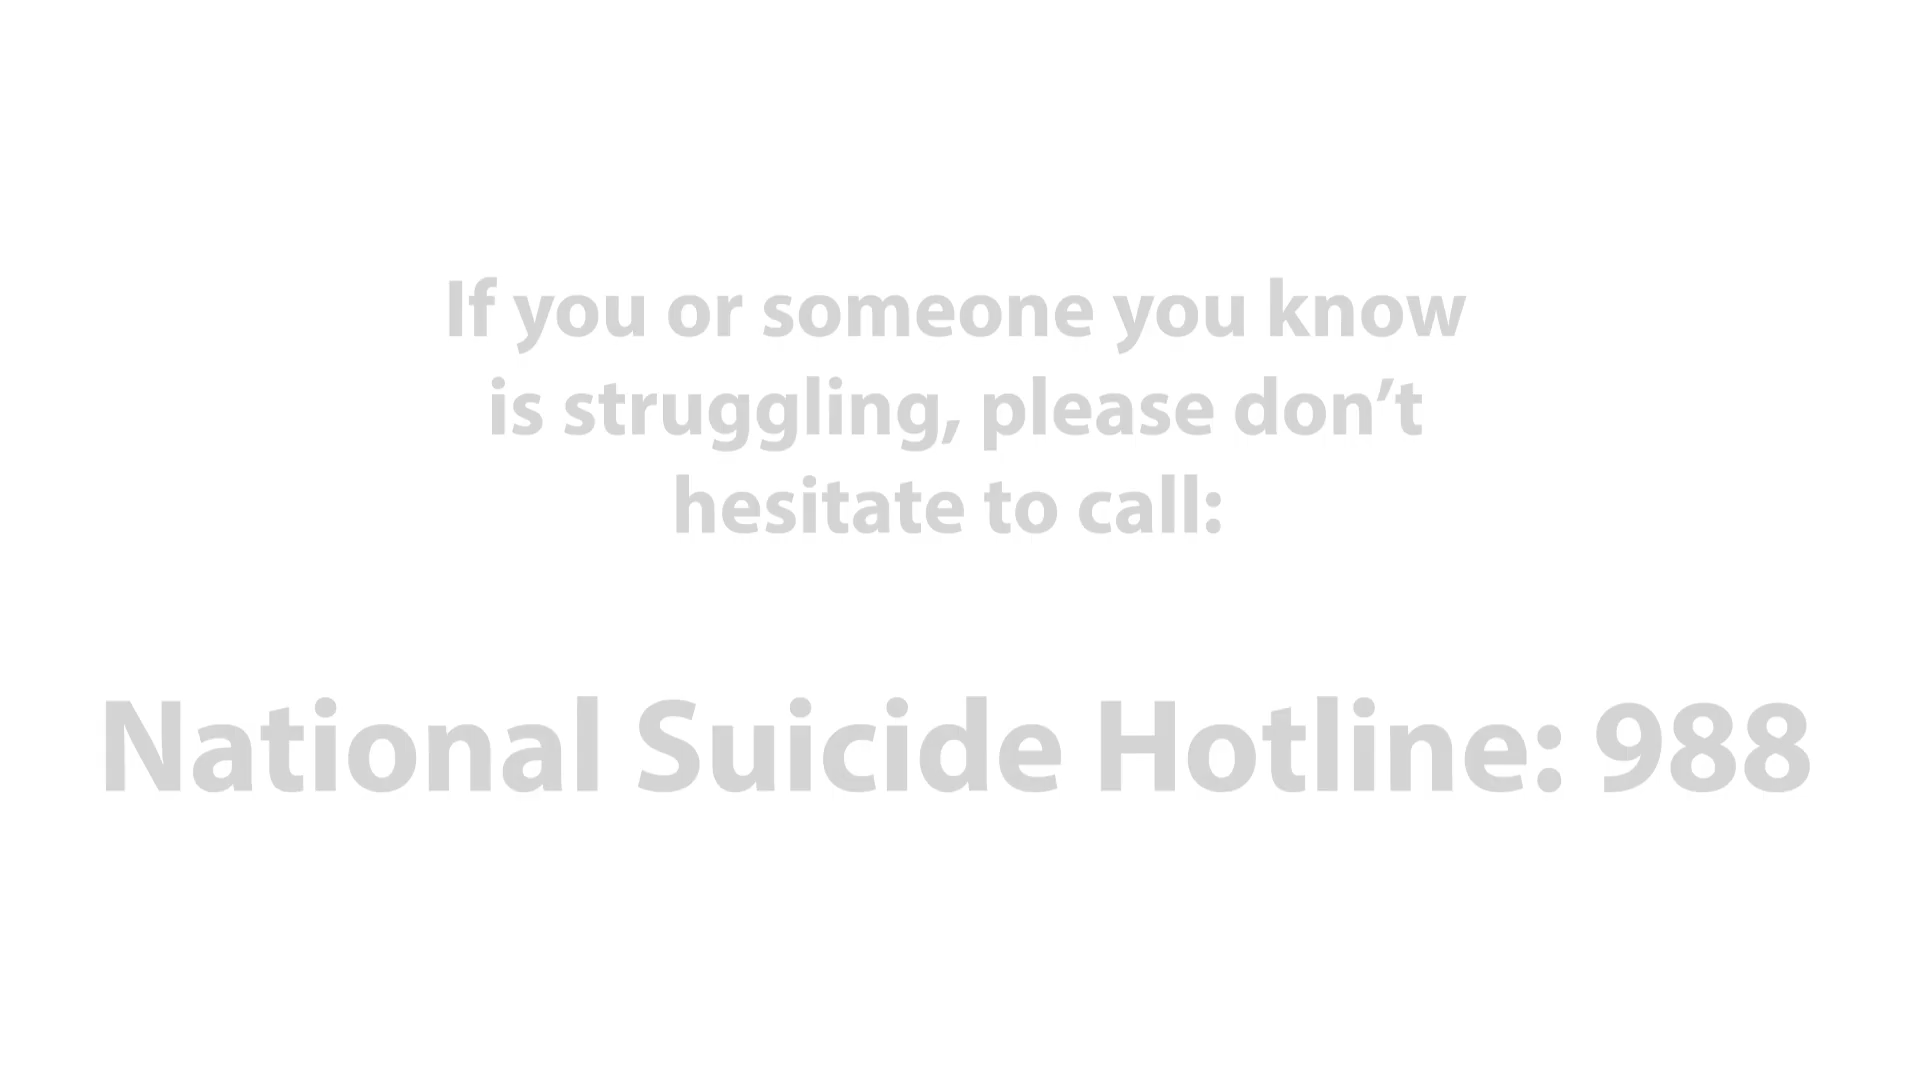 If you or someone you know
is struggling, please don’t
hesitate to call:
National Suicide Hotline: 988